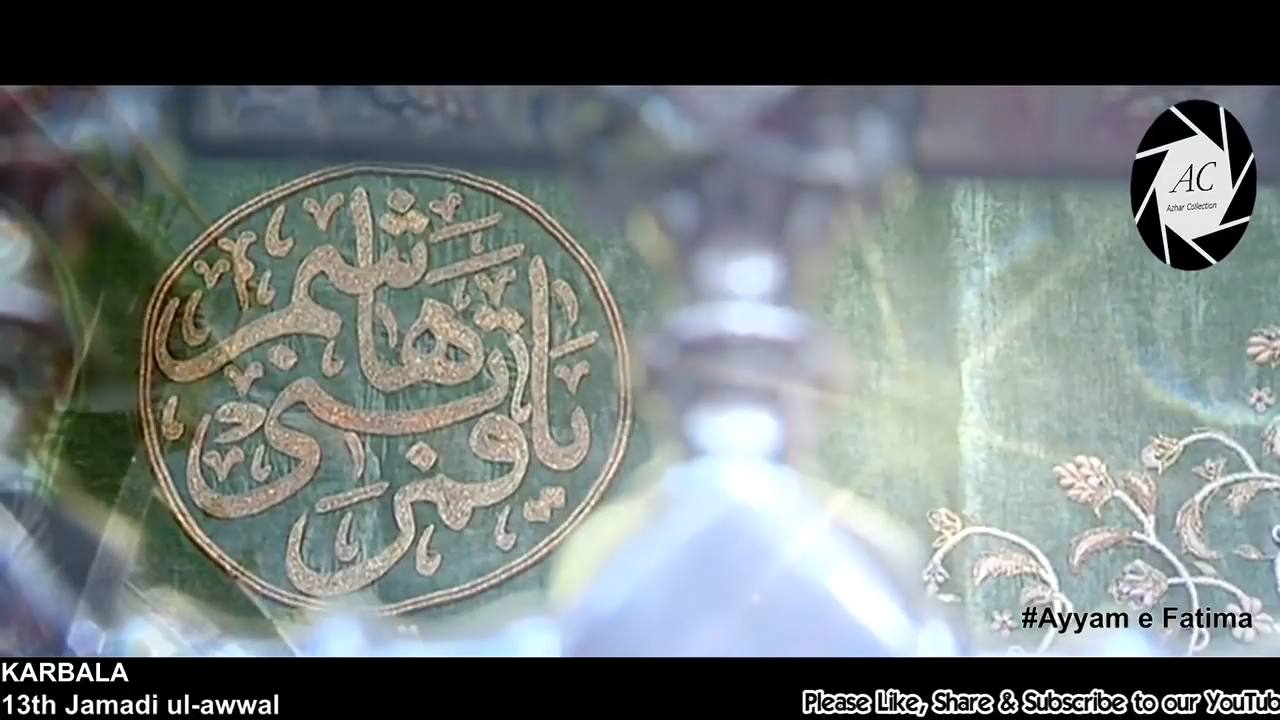 يا قمر بني هاشم
AC
Azhar Collection
#Ayyam e Fatima
KARBALA
13th Jamadi ul-awwal
Please Like, Share & Subscribe to our YouTub